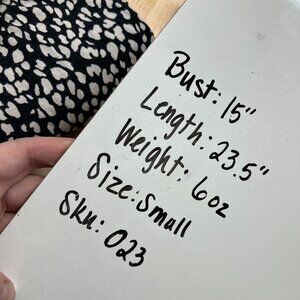 Bust: 15"
Length: 23.5"
Weight: 6oz
Size: Small
Sku: 023